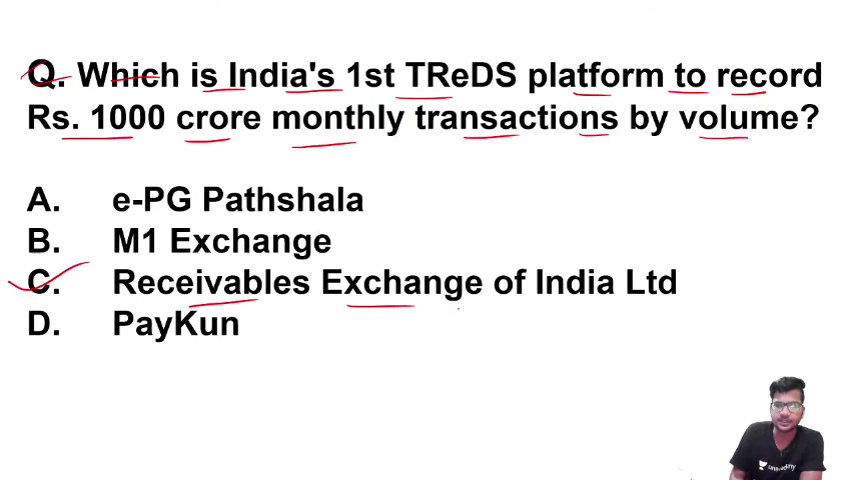 Q. Which is India's 1st TReDS platform to record
Rs. 1000 crore monthly transactions by volume?
A. e-PG Pathshala
B. M1 Exchange
C. Receivables Exchange of India Ltd
D. PayKun
unacademy